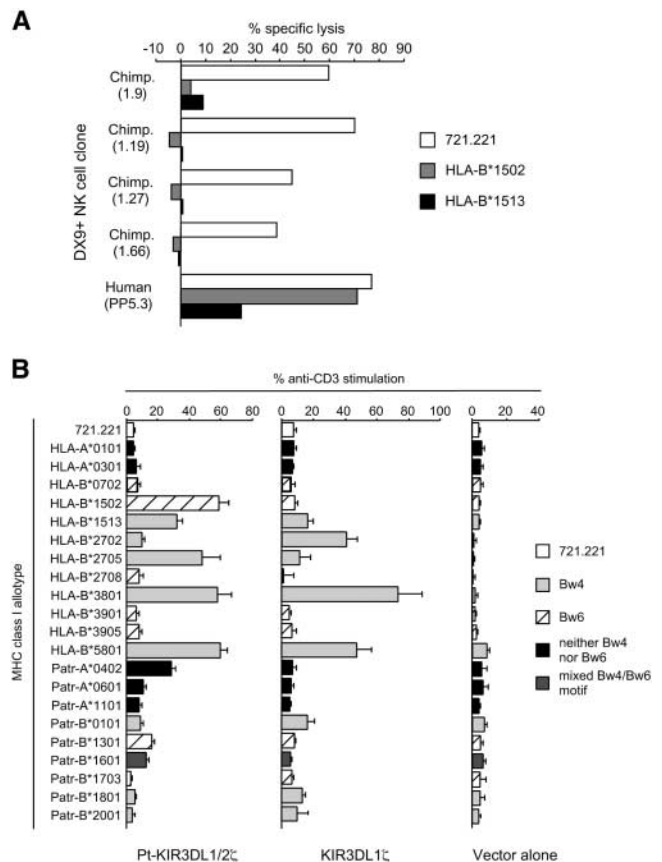 A
% specific lysis
-10 0 10 20 30 40 50 60 70 80 90
DX9+ NK cell clone
Chimp.
(1.9)
Chimp.
(1.19)
Chimp.
(1.27)
Chimp.
(1.66)
Human
(PP5.3)
721.221
HLA-B*1502
HLA-B*1513
B
% anti-CD3 stimulation
0 20 40 60 80
0 20 40 60 80 100
0 20 40
MHC class I allotype
721.221
HLA-A*0101
HLA-A*0301
HLA-B*0702
HLA-B*1502
HLA-B*1513
HLA-B*2702
HLA-B*2705
HLA-B*2708
HLA-B*3801
HLA-B*3901
HLA-B*3905
HLA-B*5801
Patr-A*0402
Patr-A*0601
Patr-A*1101
Patr-B*0101
Patr-B*1301
Patr-B*1601
Patr-B*1703
Patr-B*1801
Patr-B*2001
721.221
Bw4
Bw6
neither Bw4
nor Bw6
mixed Bw4/Bw6
motif
Pt-KIR3DL1/2ζ
KIR3DL1ζ
Vector alone